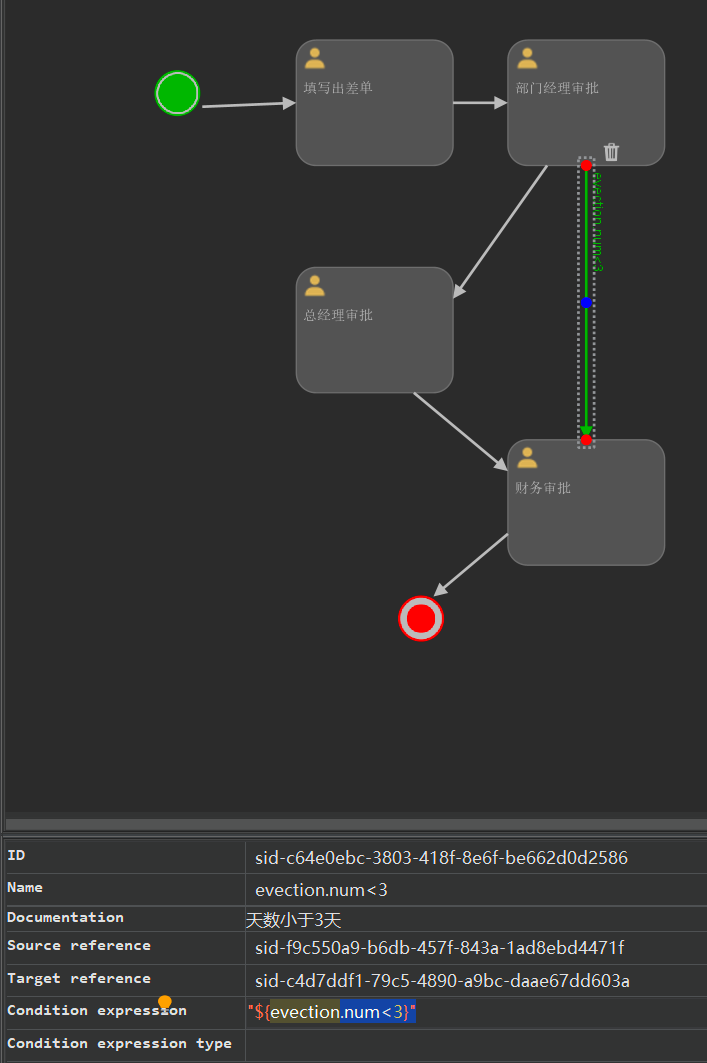 填写出差单
部门经理审批
evection.num<3
总经理审批
财务审批
ID sid-c64e0ebc-3803-418f-8e6f-be662d0d2586
Name evection.num<3
Documentation 天数小于3天
Source reference sid-f9c550a9-b6db-457f-843a-1ad8ebd4471f
Target reference sid-c4d7ddf1-79c5-4890-a9bc-daae67dd603a
Condition expression "${evection.num<3}"
Condition expression type